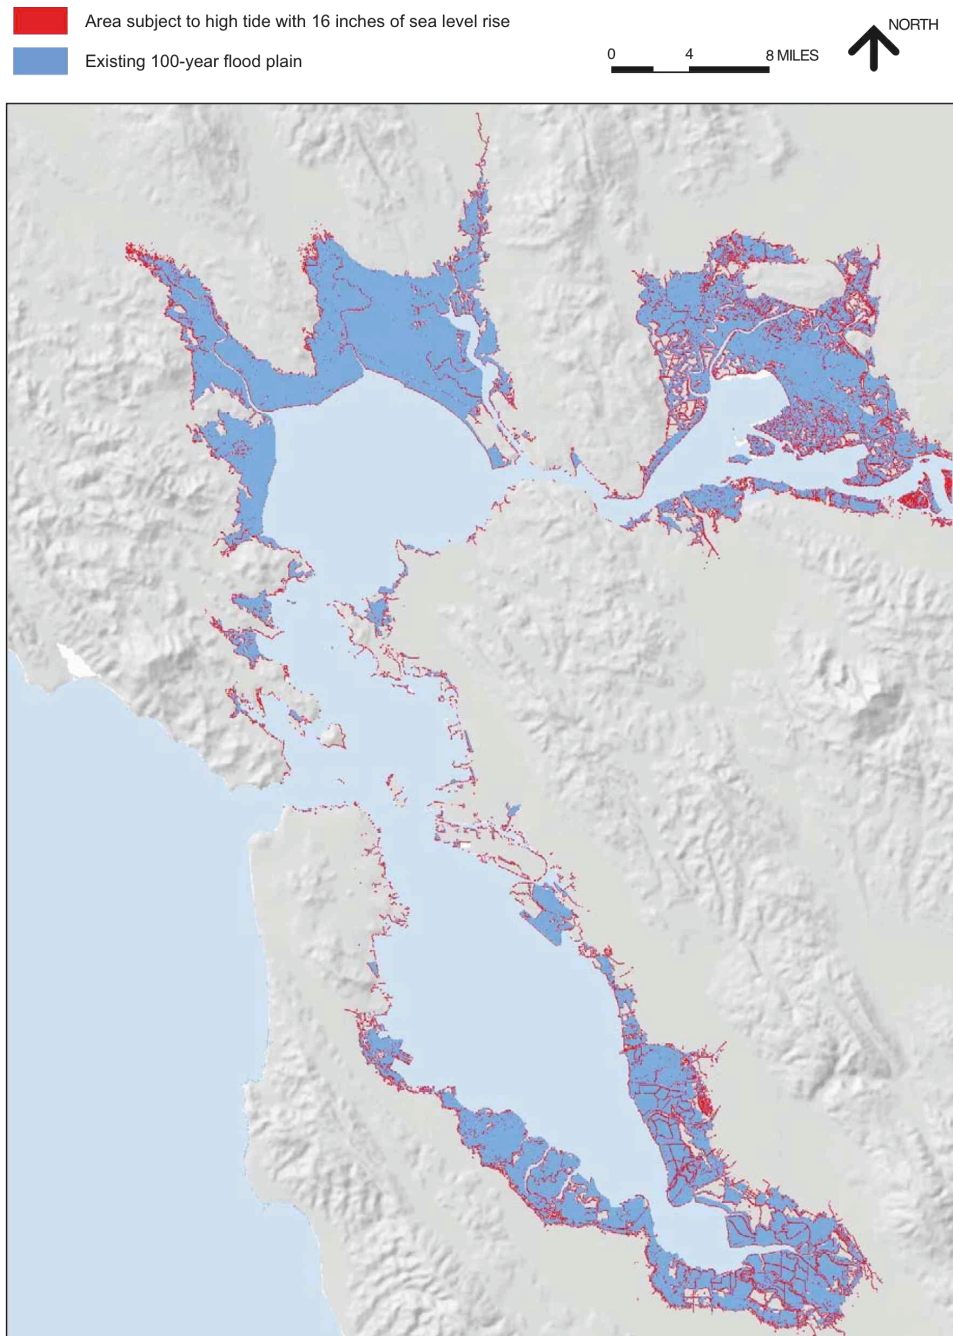 Area subject to high tide with 16 inches of sea level rise
Existing 100-year flood plain
0 4 8 MILES
NORTH